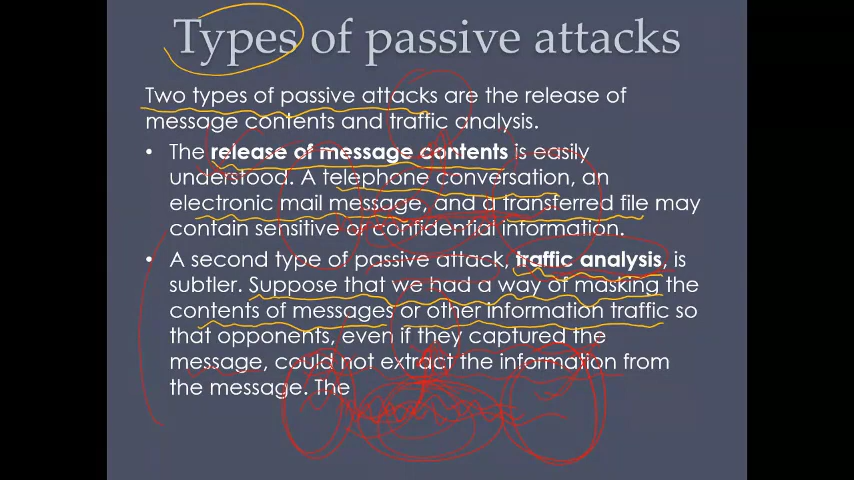 Types of passive attacks
Two types of passive attacks are the release of
message contents and traffic analysis.
• The release of message contents is easily
understood. A telephone conversation, an
electronic mail message, and a transferred file may
contain sensitive or confidential information.
• A second type of passive attack, traffic analysis, is
subtler. Suppose that we had a way of masking the
contents of messages or other information traffic so
that opponents, even if they captured the
message, could not extract the information from
the message. The